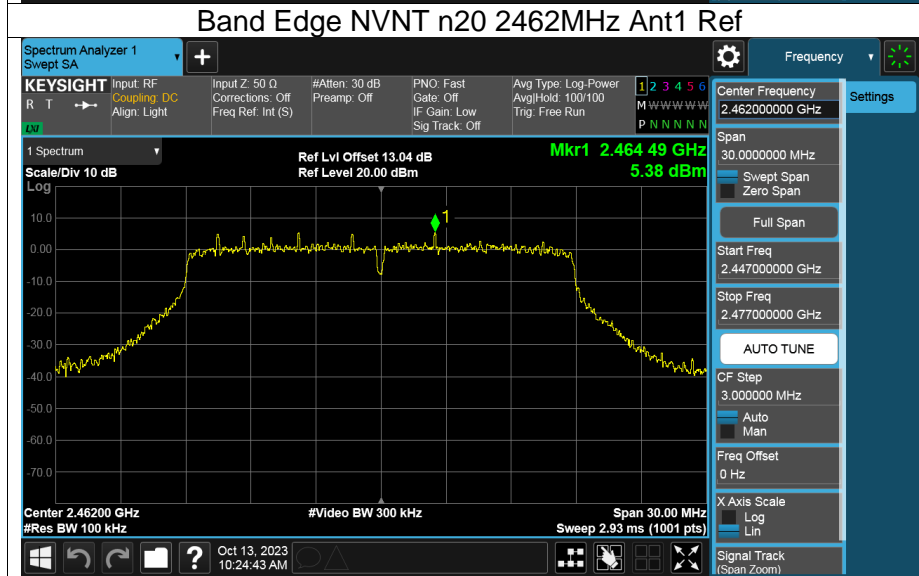 Band Edge NVNT n20 2462MHz Ant1 Ref
Spectrum Analyzer 1
Swept SA
+
Frequency
KEYSIGHT
R T
LXI
Input: RF
Coupling: DC
Align: Light
Input Z: 50 Ω
Corrections: Off
Freq Ref: Int (S)
#Atten: 30 dB
Preamp: Off
PNO: Fast
Gate: Off
IF Gain: Low
Sig Track: Off
Avg Type: Log-Power
Avg|Hold: 100/100
Trig: Free Run
1 2 3 4 5 6
M W W W W W
P N N N N N
Center Frequency
2.462000000 GHz
Settings
1 Spectrum
Scale/Div 10 dB
Log
Ref Lvl Offset 13.04 dB
Ref Level 20.00 dBm
Mkr1 2.464 49 GHz
5.38 dBm
Span
30.0000000 MHz
Swept Span
Zero Span
Full Span
Start Freq
2.447000000 GHz
Stop Freq
2.477000000 GHz
AUTO TUNE
CF Step
3.000000 MHz
Auto
Man
Freq Offset
0 Hz
X Axis Scale
Log
Lin
Signal Track
(Span Zoom)
1
10.0
0.00
-10.0
-20.0
-30.0
-40.0
-50.0
-60.0
-70.0
Center 2.46200 GHz
#Res BW 100 kHz
#Video BW 300 kHz
Span 30.00 MHz
Sweep 2.93 ms (1001 pts)
?
Oct 13, 2023
10:24:43 AM